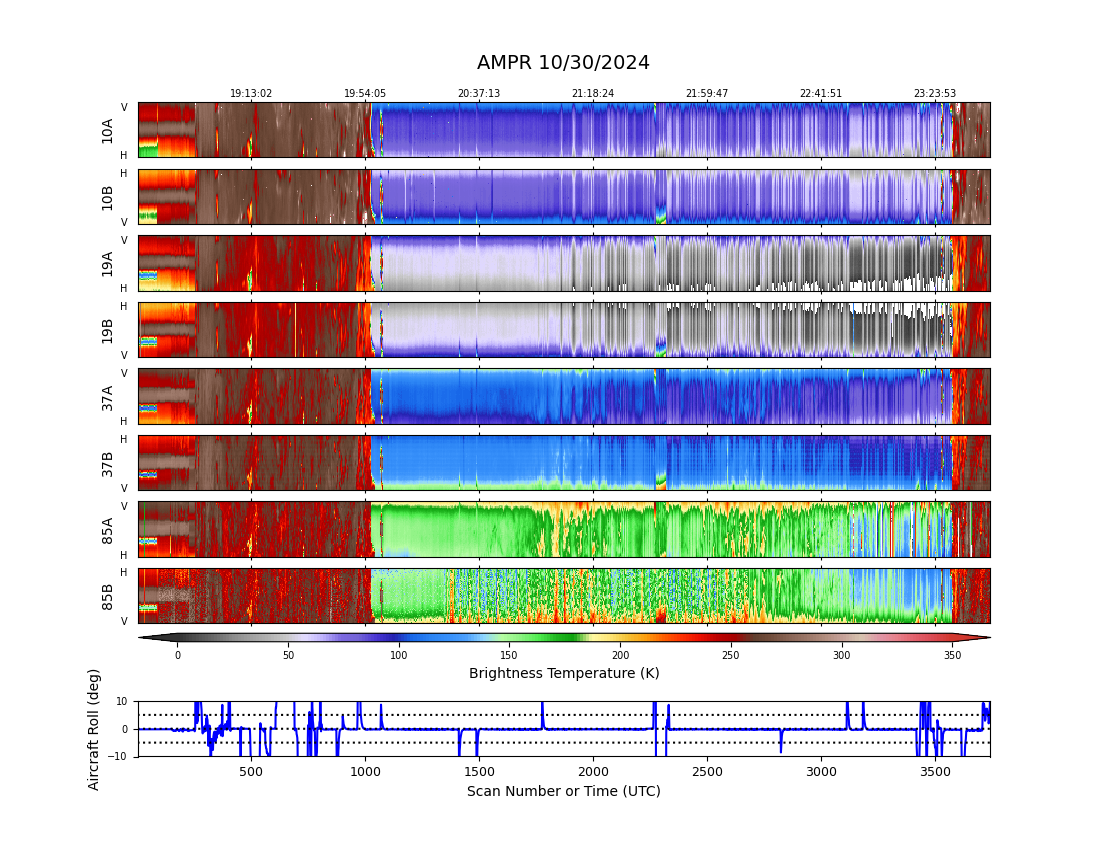 AMPR 10/30/2024
19:13:02 19:54:05 20:37:13 21:18:24 21:59:47 22:41:51 23:23:53
V
10A
H
H
10B
V
V
19A
H
H
19B
V
V
37A
H
H
37B
V
V
85A
H
H
85B
V
0 50 100 150 200 250 300 350
Brightness Temperature (K)
Aircraft Roll (deg)
10
0
−10
500 1000 1500 2000 2500 3000 3500
Scan Number or Time (UTC)